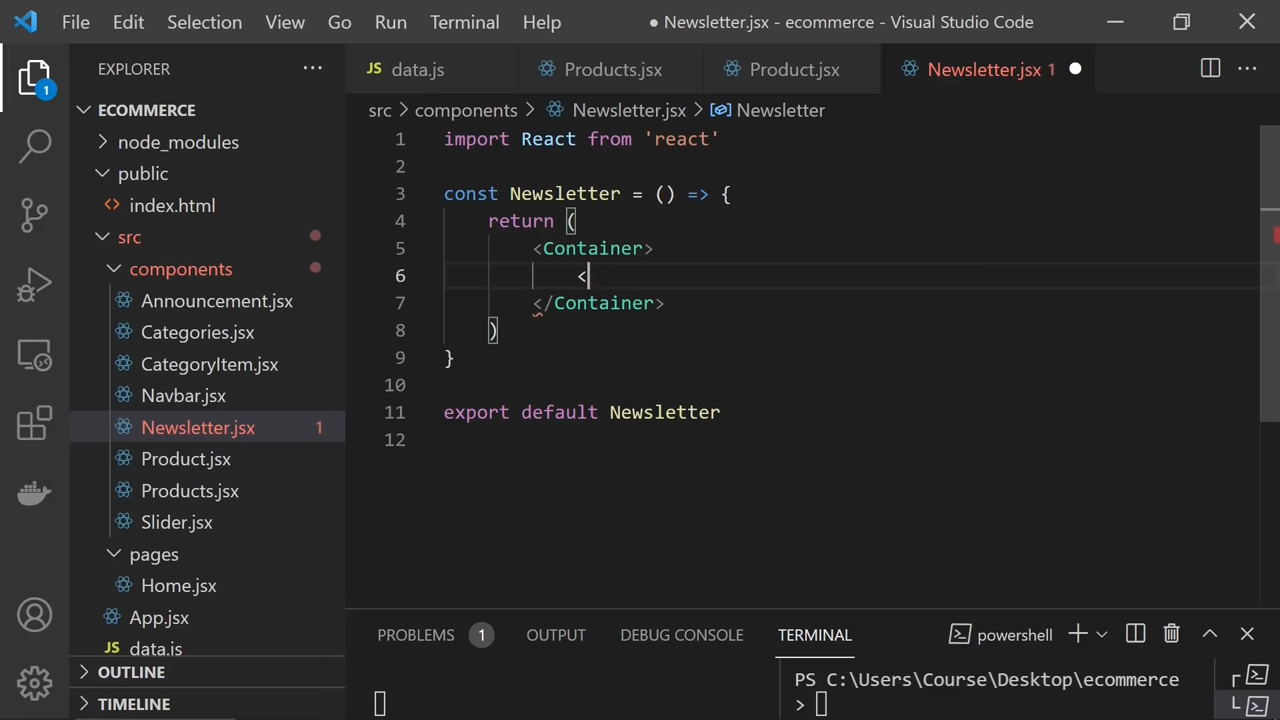 File Edit Selection View Go Run Terminal Help ● Newsletter.jsx - ecommerce - Visual Studio Code
EXPLORER ...
JS data.js Products.jsx Product.jsx Newsletter.jsx 1 ● ...
ECOMMERCE
src > components > Newsletter.jsx > Newsletter
node_modules
public
index.html
src
components
Announcement.jsx
Categories.jsx
CategoryItem.jsx
Navbar.jsx
Newsletter.jsx 1
Product.jsx
Products.jsx
Slider.jsx
pages
Home.jsx
App.jsx
JS data.js
OUTLINE
TIMELINE
1
1 import React from 'react'
2
3 const Newsletter = () => {
4 return (
5 <Container>
6 <
7 </Container>
8 )
9 }
10
11 export default Newsletter
12
PROBLEMS 1 OUTPUT DEBUG CONSOLE TERMINAL powershell
PS C:\Users\Course\Desktop\ecommerce
>